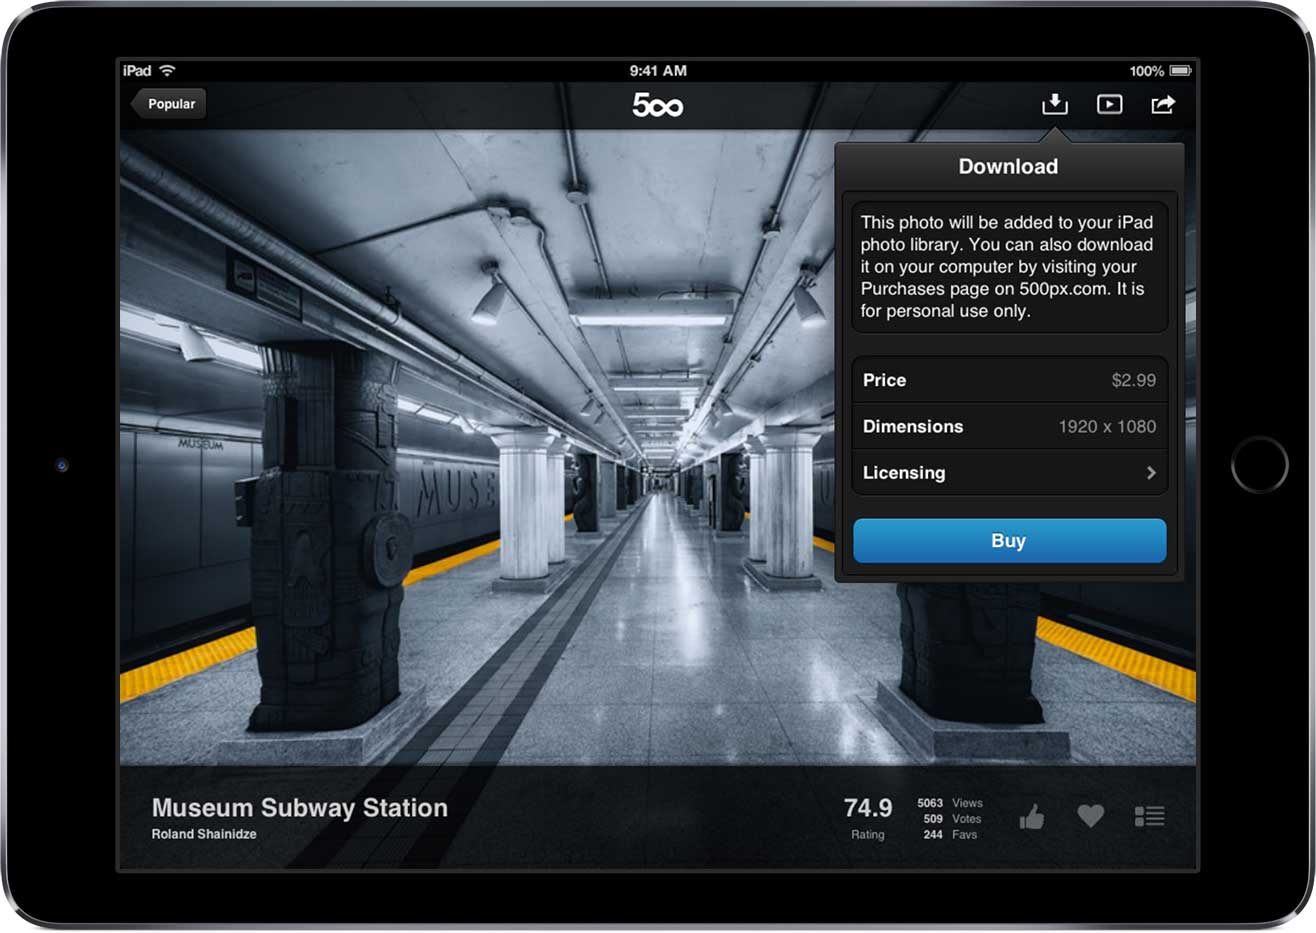 iPad
9:41 AM
100%
Popular
500
Download
This photo will be added to your iPad
photo library. You can also download
it on your computer by visiting your
Purchases page on 500px.com. It is
for personal use only.
Price
$2.99
Dimensions
1920 x 1080
Licensing
Buy
MUSEUM
MUSE
Museum Subway Station
Roland Shainidze
74.9
Rating
5063 Views
509 Votes
244 Favs